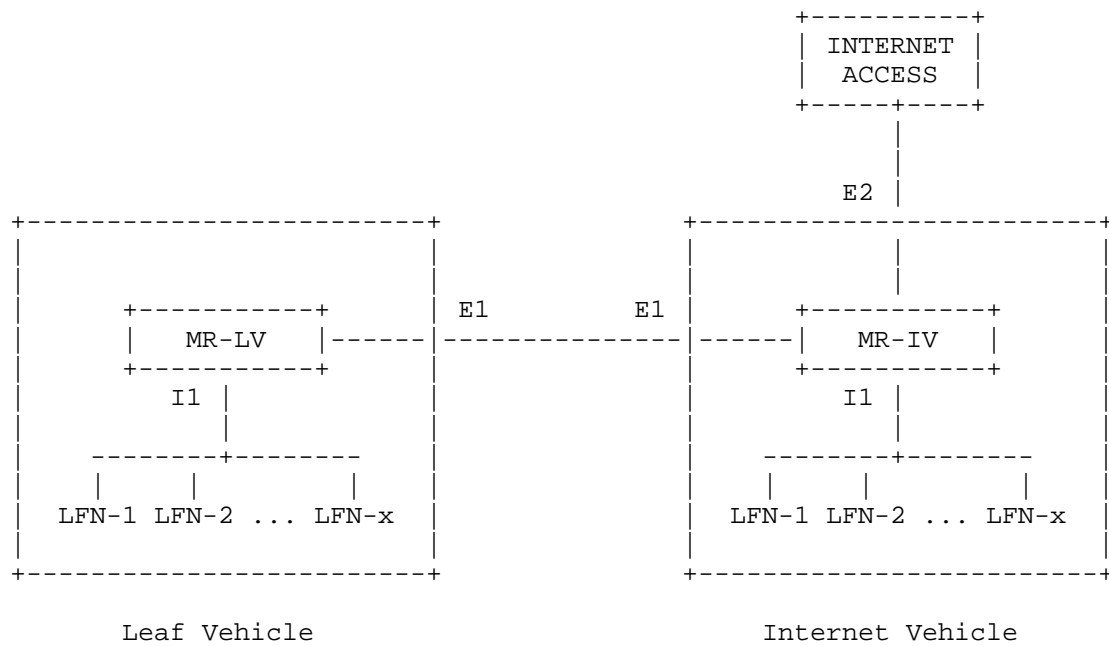 INTERNET
ACCESS
E2
E1 E1
MR-LV MR-IV
I1 I1
LFN-1 LFN-2 ... LFN-x LFN-1 LFN-2 ... LFN-x
Leaf Vehicle Internet Vehicle